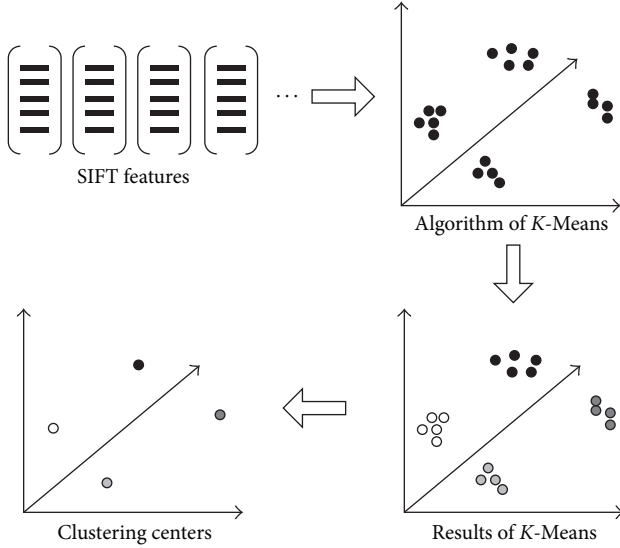 ...
SIFT features
Algorithm of K-Means
Clustering centers
Results of K-Means